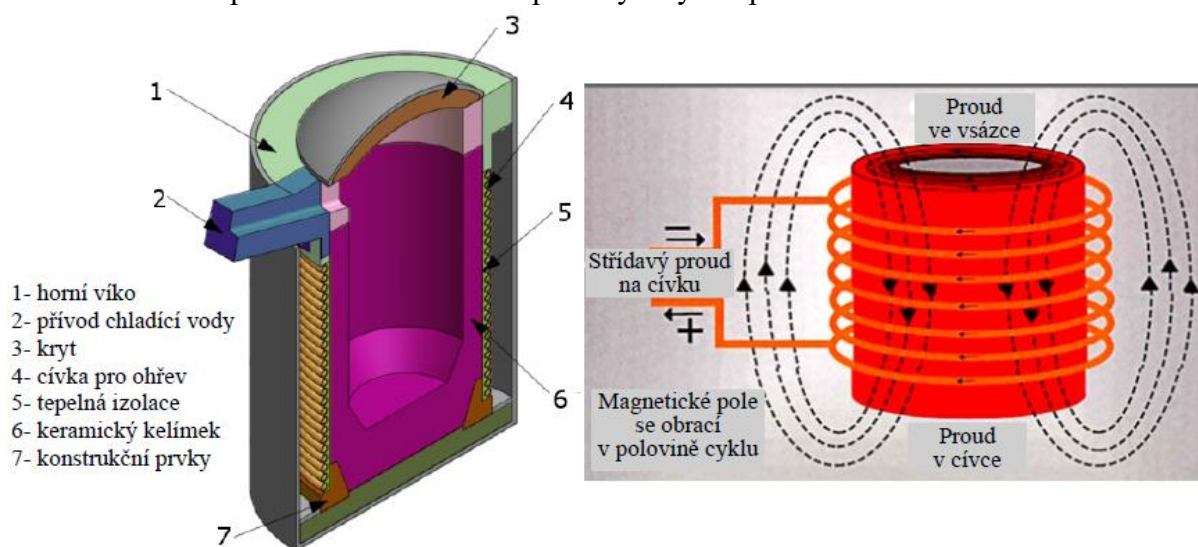 3
1
4
2
5
6
7
1- horní víko
2- přívod chladící vody
3- kryt
4- cívka pro ohřev
5- tepelná izolace
6- keramický kelímek
7- konstrukční prvky
Proud
ve vsázce
−
Střídavý proud
na cívku
+
Magnetické pole
se obrací
v polovině cyklu
Proud
v cívce